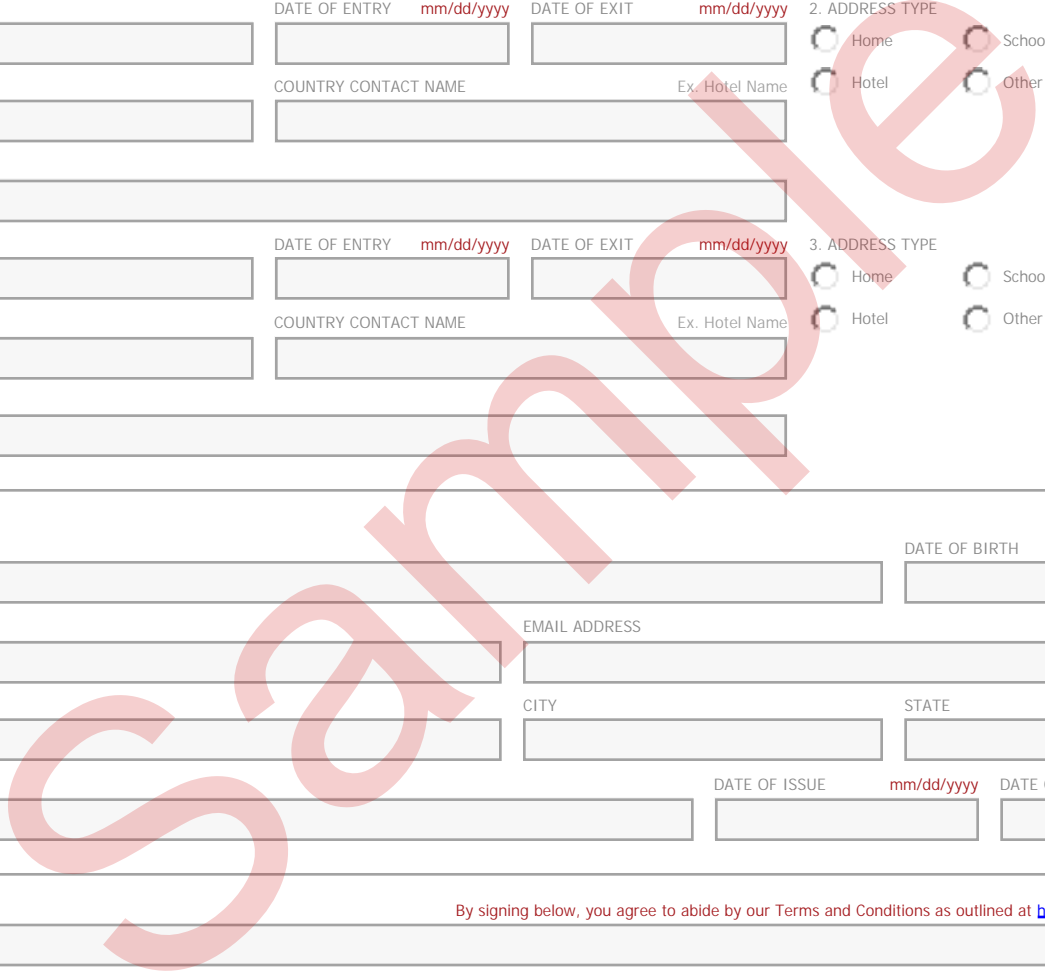 DATE OF ENTRY mm/dd/yyyy DATE OF EXIT mm/dd/yyyy 2. ADDRESS TYPE
Home Schoo
COUNTRY CONTACT NAME Ex. Hotel Name Hotel Other
DATE OF ENTRY mm/dd/yyyy DATE OF EXIT mm/dd/yyyy 3. ADDRESS TYPE
Home Schoo
COUNTRY CONTACT NAME Ex. Hotel Name Hotel Other
DATE OF BIRTH
EMAIL ADDRESS
CITY STATE
DATE OF ISSUE mm/dd/yyyy DATE
By signing below, you agree to abide by our Terms and Conditions as outlined at b
Sample